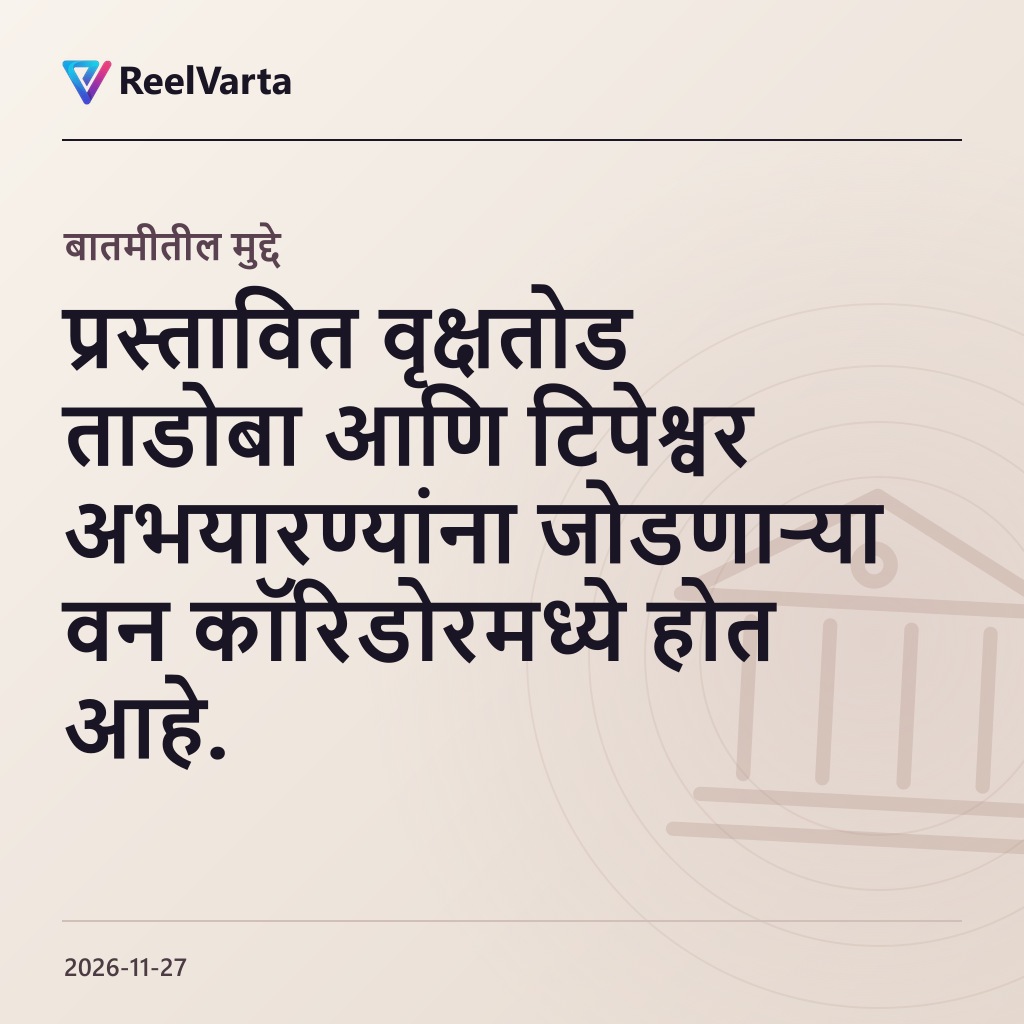 ReelVarta
बातमीतील मुद्दे
प्रस्तावित वृक्षतोड
ताडोबा आणि टिपेश्वर
अभयारण्यांना जोडणाऱ्या
वन कॉरिडोरमध्ये होत
आहे.
2026-11-27